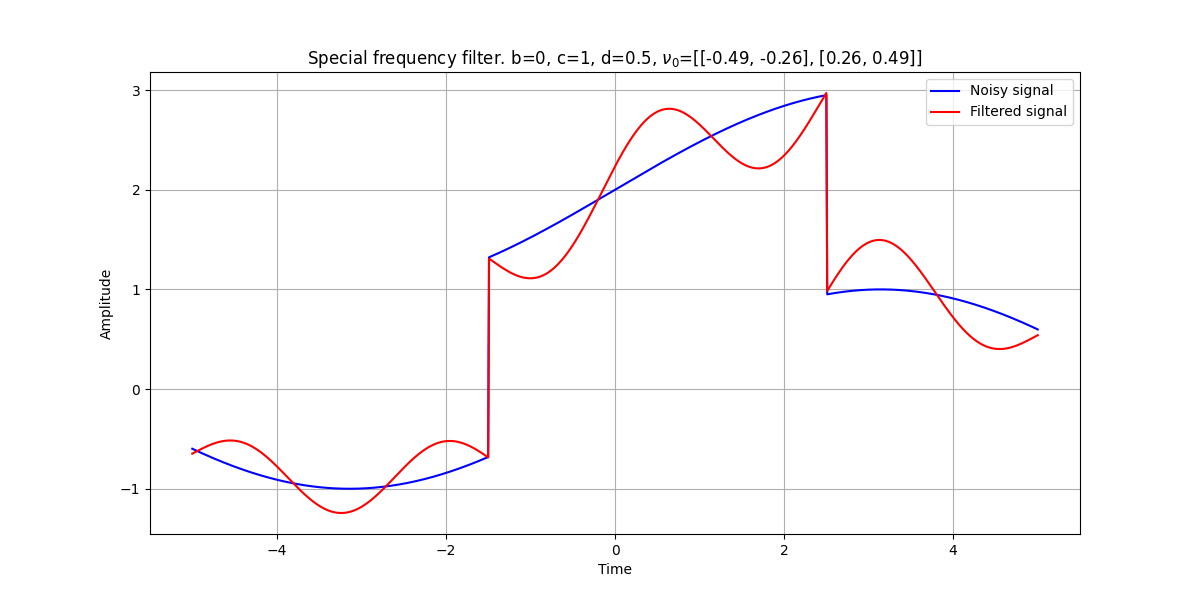 Special frequency filter. b=0, c=1, d=0.5, ν₀=[[-0.49, -0.26], [0.26, 0.49]]
Noisy signal
Filtered signal
3
2
1
0
−1
Amplitude
−4
−2
0
2
4
Time